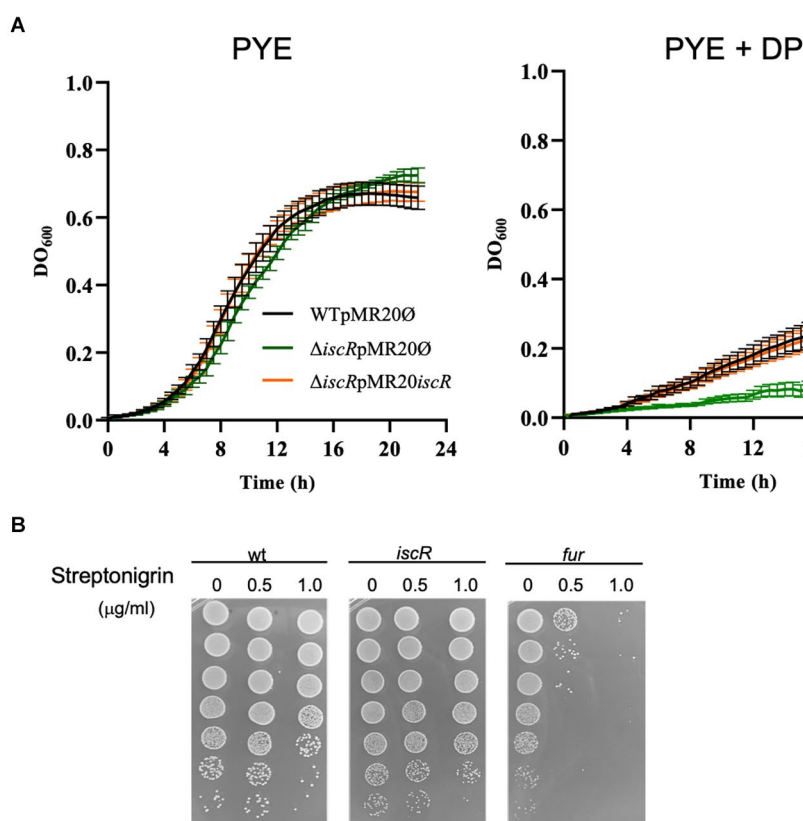 A
PYE
PYE + DP
1.0
0.8
0.6
0.4
0.2
0.0
DO600
0
4
8
12
16
20
24
Time (h)
WTpMR20Ø
ΔiscRpMR20Ø
ΔiscRpMR20iscR
1.0
0.8
0.6
0.4
0.2
0.0
DO600
0
4
8
12
Time (h)
B
wt
iscR
fur
Streptonigrin
(µg/ml)
0 0.5 1.0
0 0.5 1.0
0 0.5 1.0